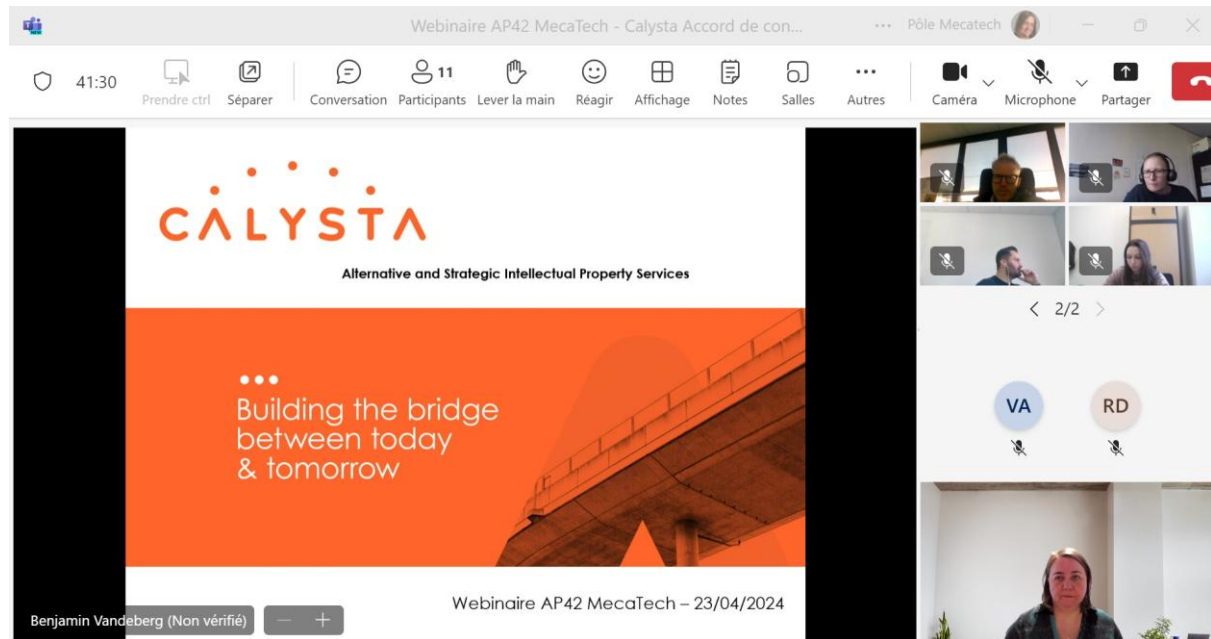 Webinaire AP42 MecaTech - Calysta Accord de con...
Pôle Mecatech
NEW
41:30
Prendre ctrl
Séparer
Conversation
11
Participants
Lever la main
Réagir
Affichage
Notes
Salles
Autres
Caméra
Microphone
Partager
CALYSTA
Alternative and Strategic Intellectual Property Services
Building the bridge
between today
& tomorrow
Webinaire AP42 MecaTech – 23/04/2024
Benjamin Vandeberg (Non vérifié)
2/2
VA
RD